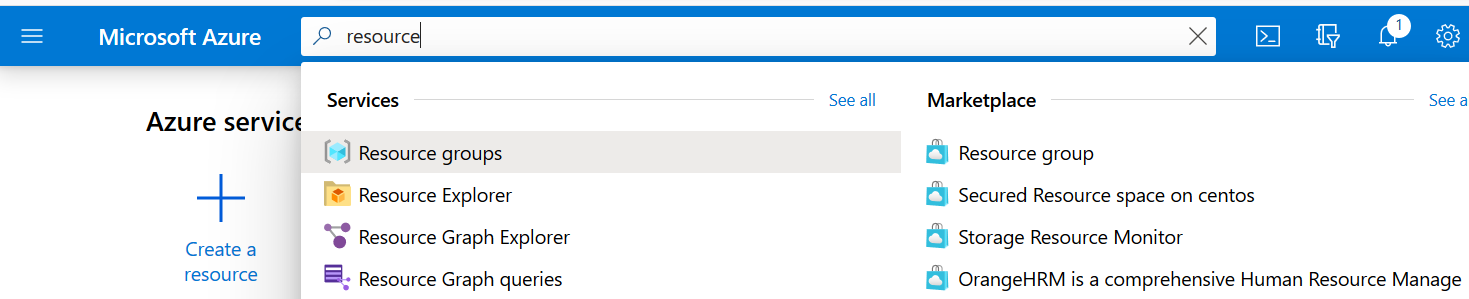 Microsoft Azure
resource
1
Services
See all
Marketplace
See a
Azure service
Resource groups
Resource group
Resource Explorer
Secured Resource space on centos
Resource Graph Explorer
Storage Resource Monitor
Create a
resource
Resource Graph queries
OrangeHRM is a comprehensive Human Resource Manage